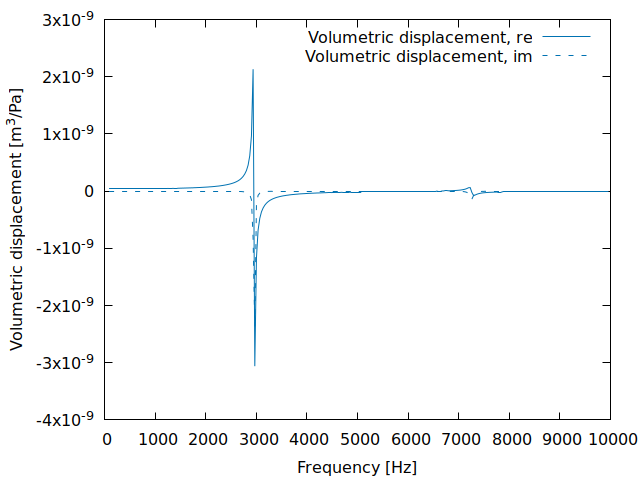 Volumetric displacement, re
Volumetric displacement, im
3x10-9
2x10-9
1x10-9
0
-1x10-9
-2x10-9
-3x10-9
-4x10-9
Volumetric displacement [m3/Pa]
0 1000 2000 3000 4000 5000 6000 7000 8000 9000 10000
Frequency [Hz]